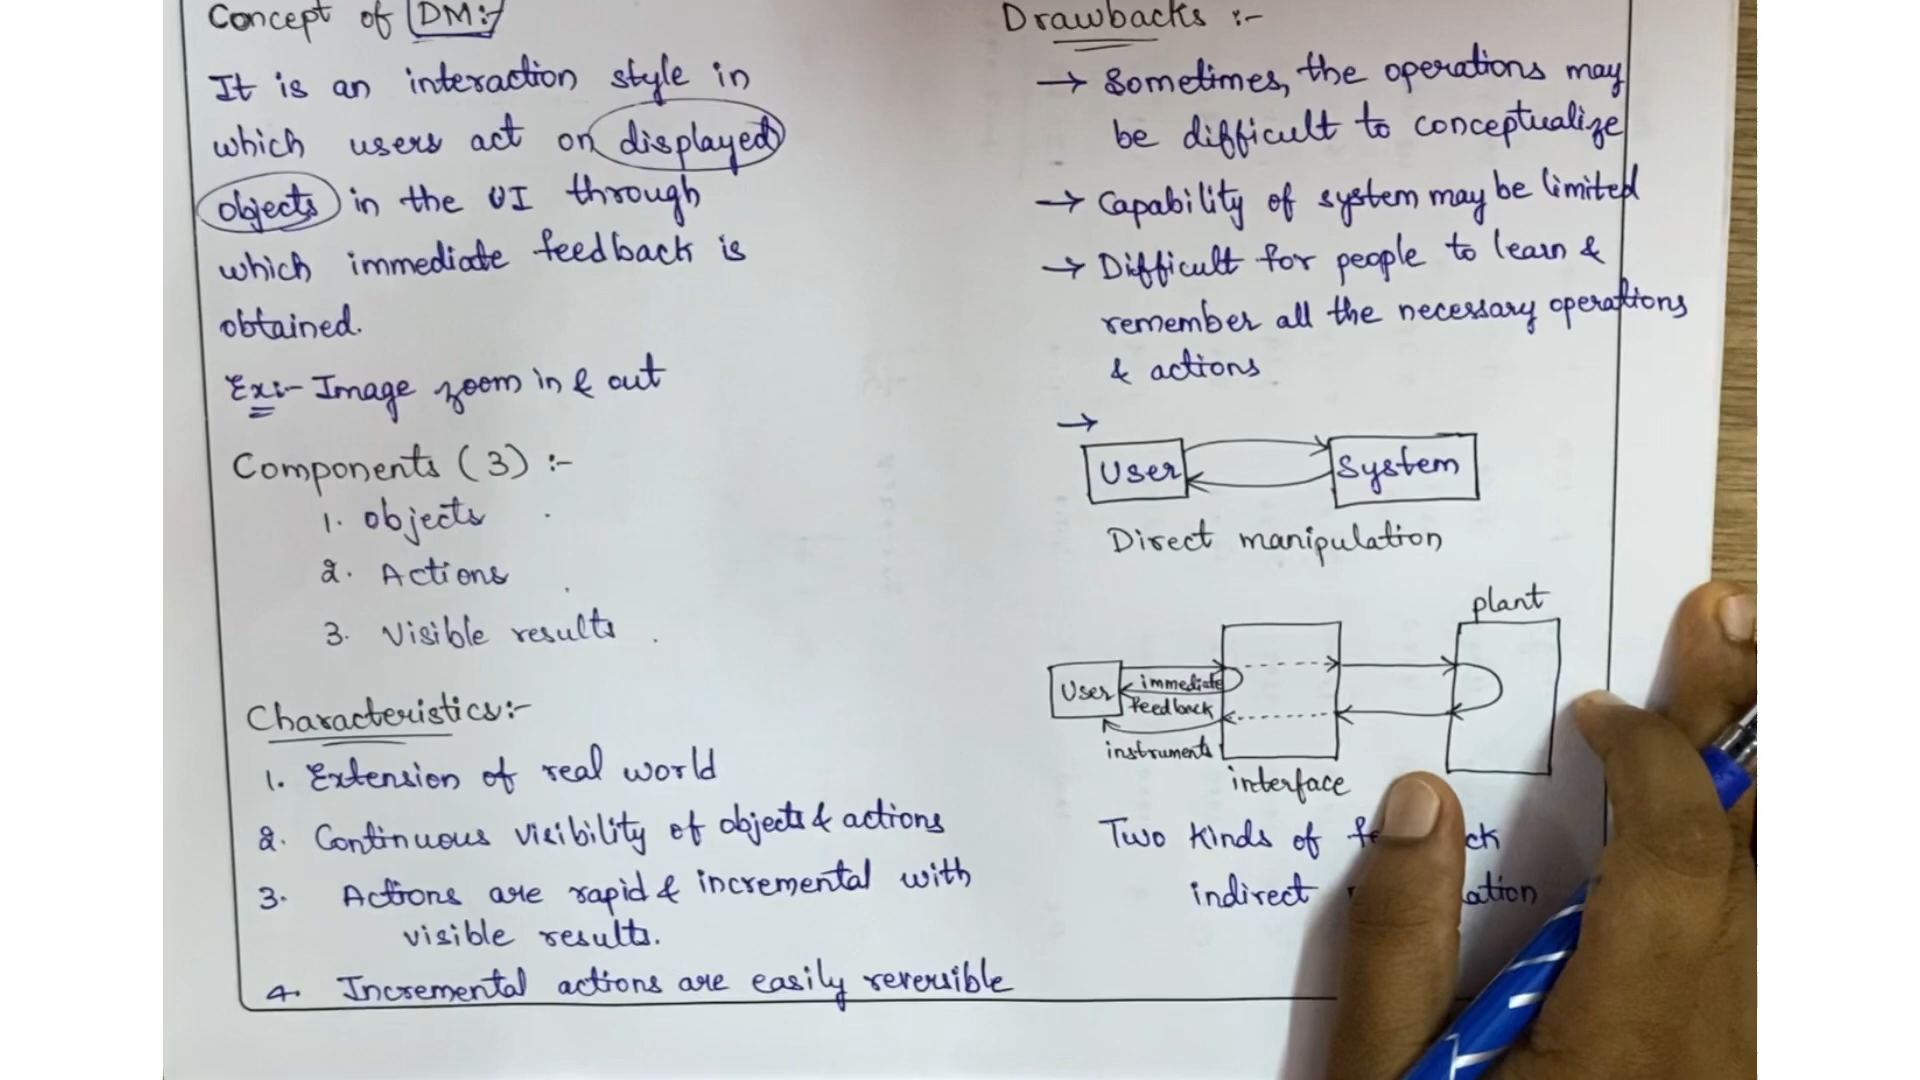 Concept of DM:-
It is an interaction style in
which users act on displayed
objects in the UI through
which immediate feedback is
obtained.
Ex:- Image zoom in & out
Components (3) :-
1. objects
2. Actions
3. Visible results
Characteristics:-
1. Extension of real world
2. Continuous visibility of objects & actions
3. Actions are rapid & incremental with
visible results.
4. Incremental actions are easily reversible
Drawbacks :-
→ Sometimes, the operations may
be difficult to conceptualize
→ Capability of system may be limited
→ Difficult for people to learn &
remember all the necessary operations
& actions
→
User System
Direct manipulation
plant
User immediate
feedback
instruments
interface
Two kinds of
indirect